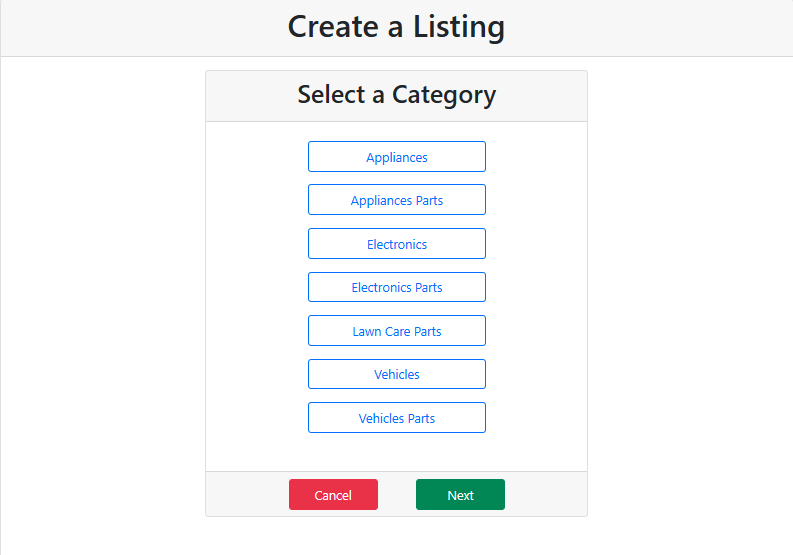 Create a Listing
Select a Category
Appliances
Appliances Parts
Electronics
Electronics Parts
Lawn Care Parts
Vehicles
Vehicles Parts
Cancel Next